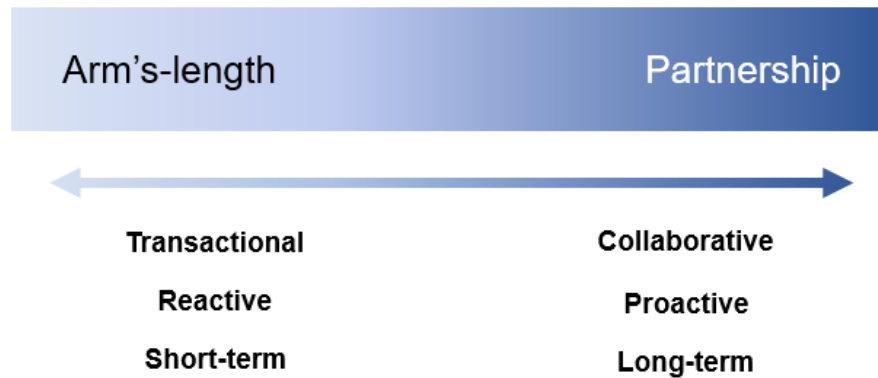 Arm's-length Partnership
Transactional Collaborative
Reactive Proactive
Short-term Long-term